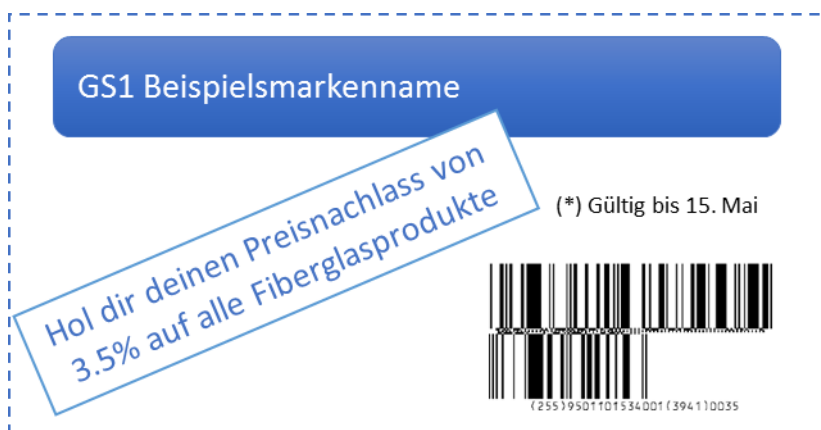 GS1 Beispielsmarkenname
Hol dir deinen Preisnachlass von
3.5% auf alle Fiberglasprodukte
(*) Gültig bis 15. Mai
(255)9501101534001(3941)0035